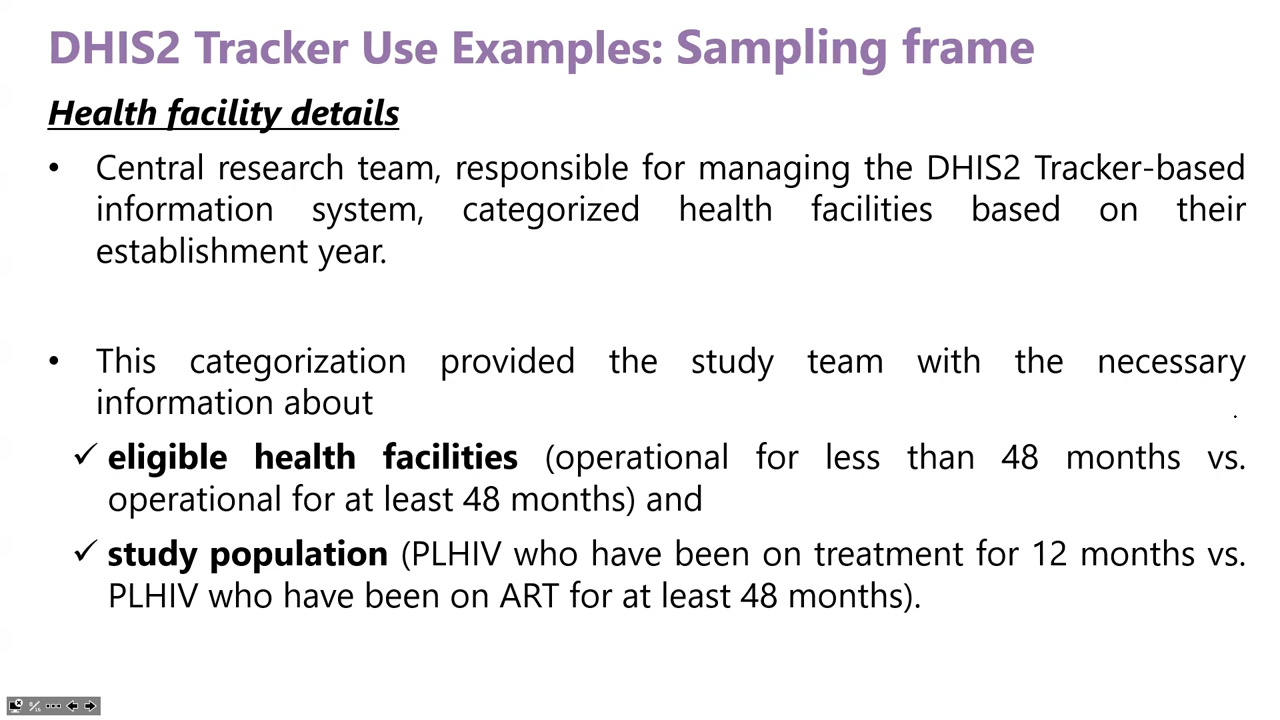 DHIS2 Tracker Use Examples: Sampling frame
Health facility details
• Central research team, responsible for managing the DHIS2 Tracker-based
information system, categorized health facilities based on their
establishment year.
• This categorization provided the study team with the necessary
information about
✓ eligible health facilities (operational for less than 48 months vs.
operational for at least 48 months) and
✓ study population (PLHIV who have been on treatment for 12 months vs.
PLHIV who have been on ART for at least 48 months).